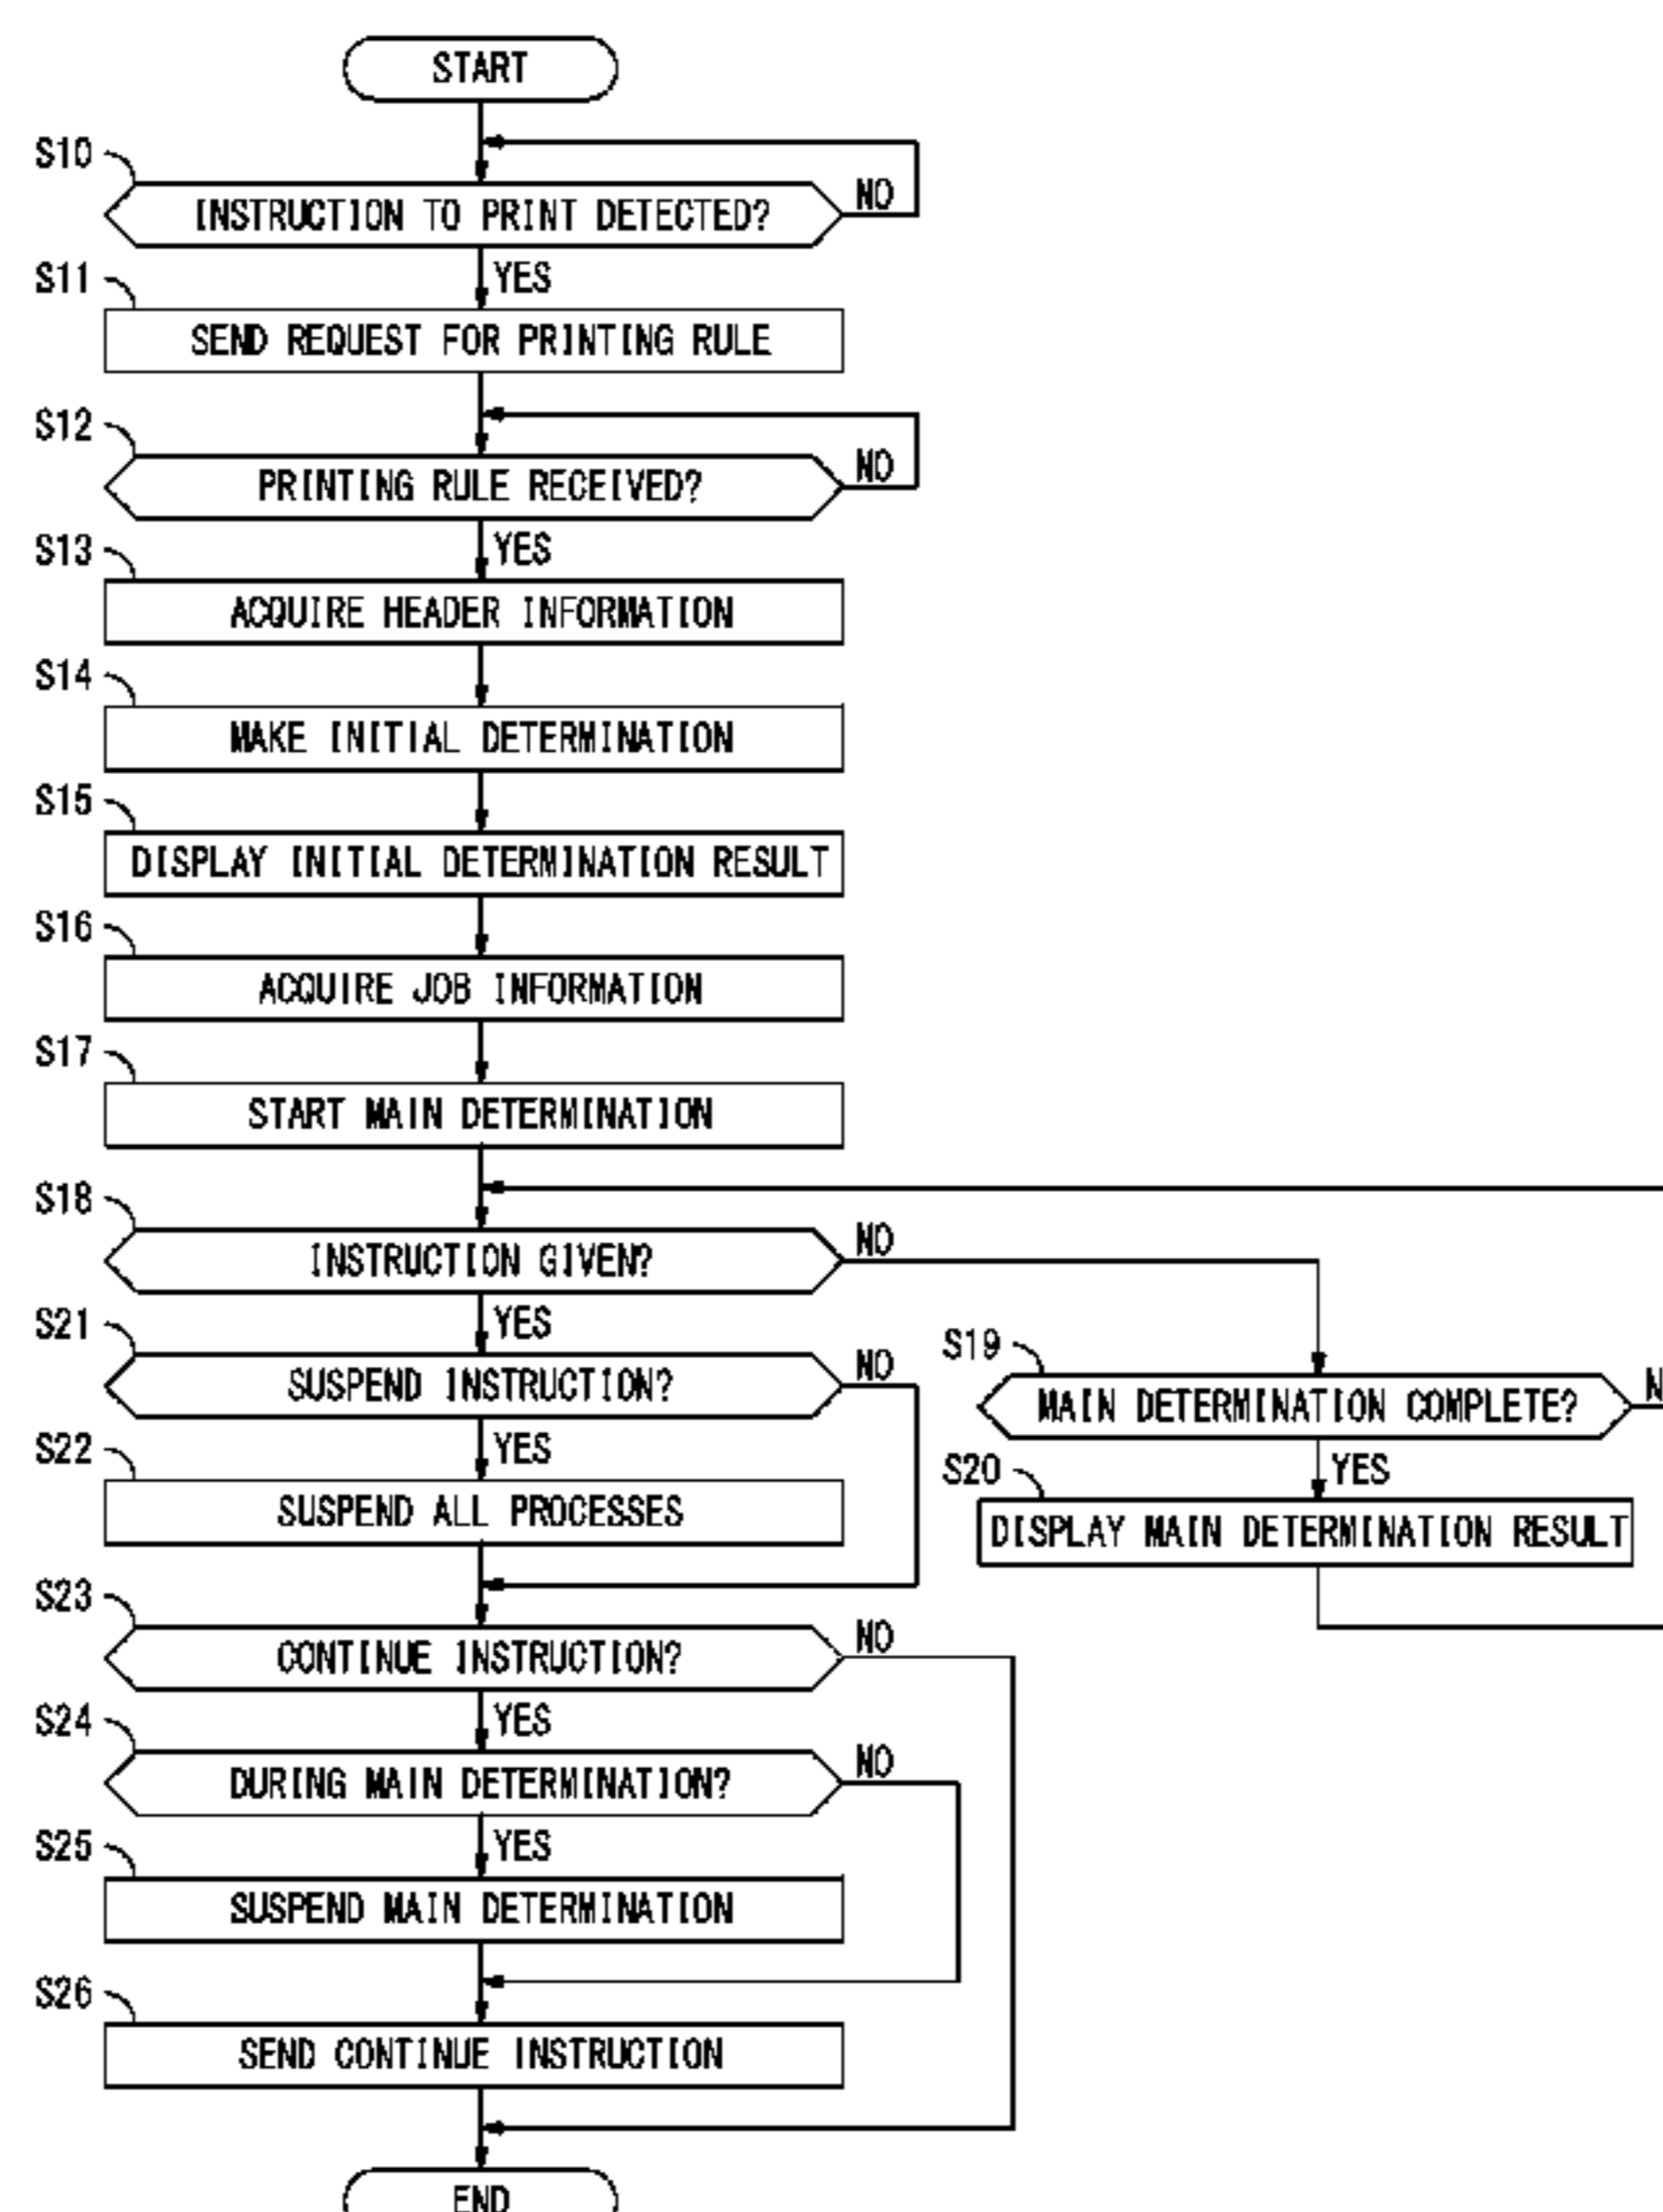 START
S10
INSTRUCTION TO PRINT DETECTED?
NO
YES
S11
SEND REQUEST FOR PRINTING RULE
S12
PRINTING RULE RECEIVED?
NO
YES
S13
ACQUIRE HEADER INFORMATION
S14
MAKE INITIAL DETERMINATION
S15
DISPLAY INITIAL DETERMINATION RESULT
S16
ACQUIRE JOB INFORMATION
S17
START MAIN DETERMINATION
S18
INSTRUCTION GIVEN?
NO
YES
S19
MAIN DETERMINATION COMPLETE?
YES
S20
DISPLAY MAIN DETERMINATION RESULT
S21
SUSPEND INSTRUCTION?
NO
YES
S22
SUSPEND ALL PROCESSES
S23
CONTINUE INSTRUCTION?
NO
YES
S24
DURING MAIN DETERMINATION?
NO
YES
S25
SUSPEND MAIN DETERMINATION
S26
SEND CONTINUE INSTRUCTION
END